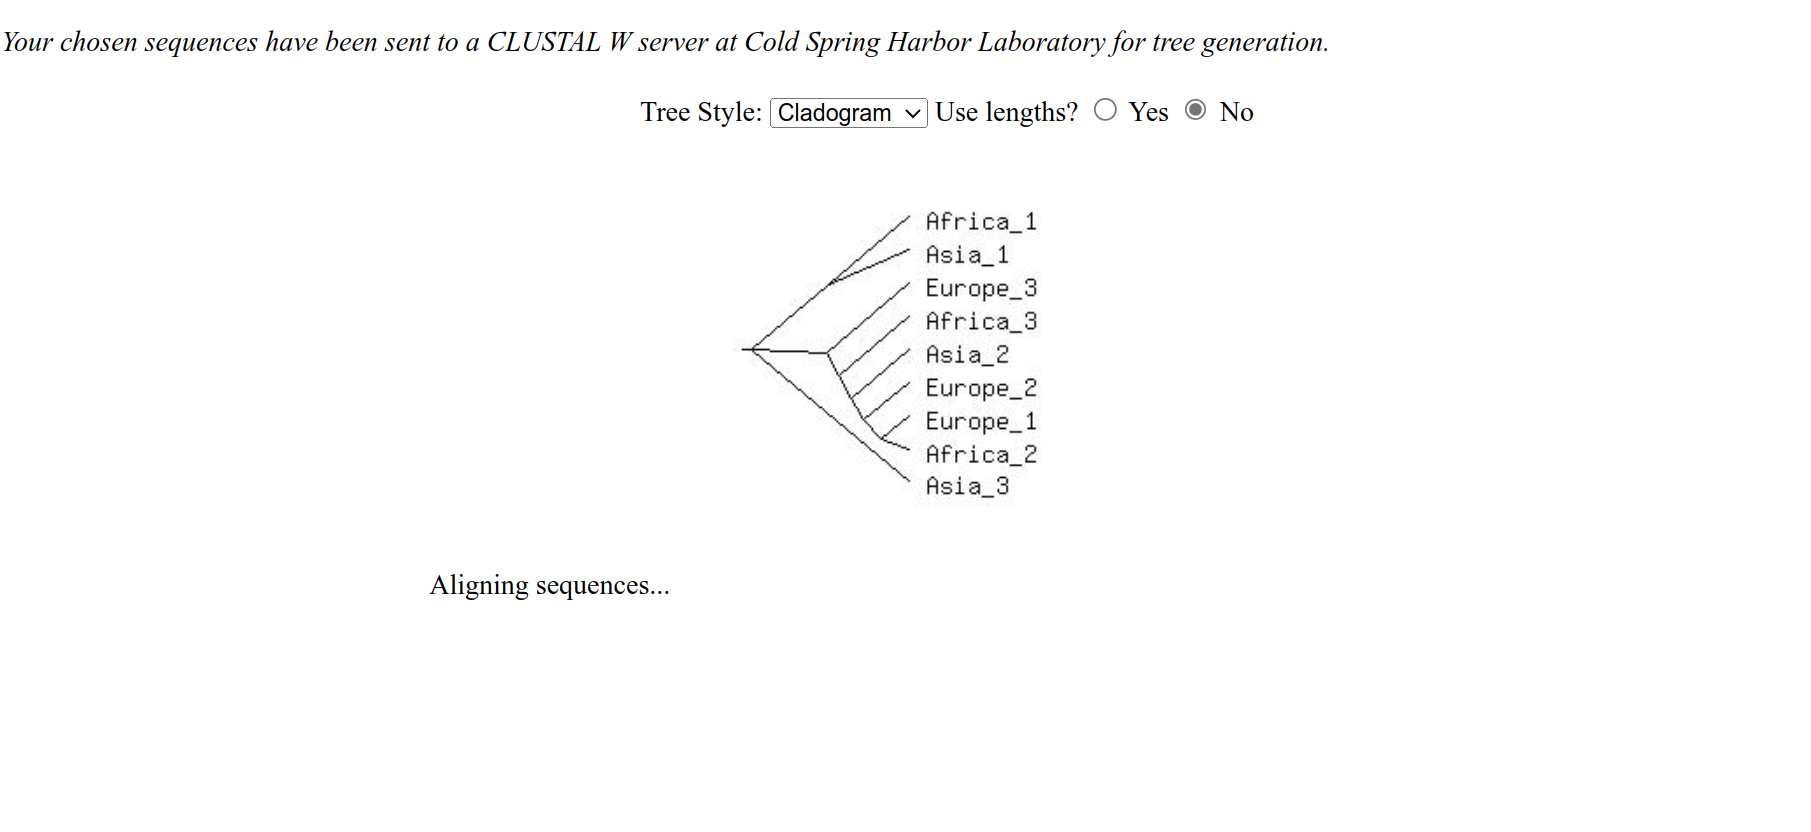 Your chosen sequences have been sent to a CLUSTAL W server at Cold Spring Harbor Laboratory for tree generation.
Tree Style: Cladogram Use lengths? Yes No
Africa_1
Asia_1
Europe_3
Africa_3
Asia_2
Europe_2
Europe_1
Africa_2
Asia_3
Aligning sequences...